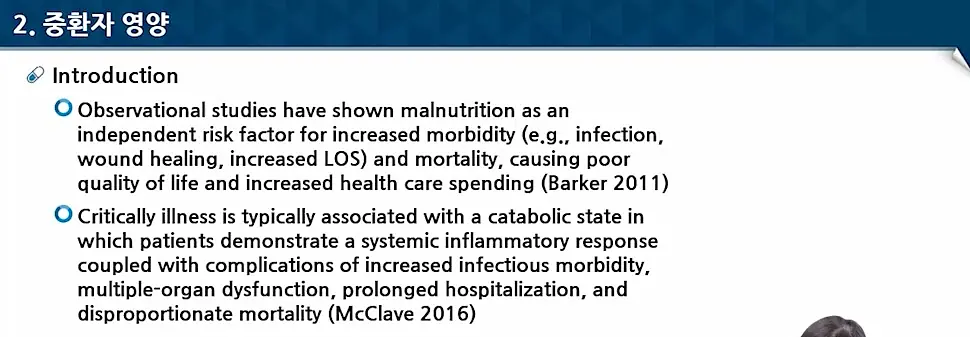 2. 중환자 영양
Introduction
Observational studies have shown malnutrition as an
independent risk factor for increased morbidity (e.g., infection,
wound healing, increased LOS) and mortality, causing poor
quality of life and increased health care spending (Barker 2011)
Critically illness is typically associated with a catabolic state in
which patients demonstrate a systemic inflammatory response
coupled with complications of increased infectious morbidity,
multiple-organ dysfunction, prolonged hospitalization, and
disproportionate mortality (McClave 2016)